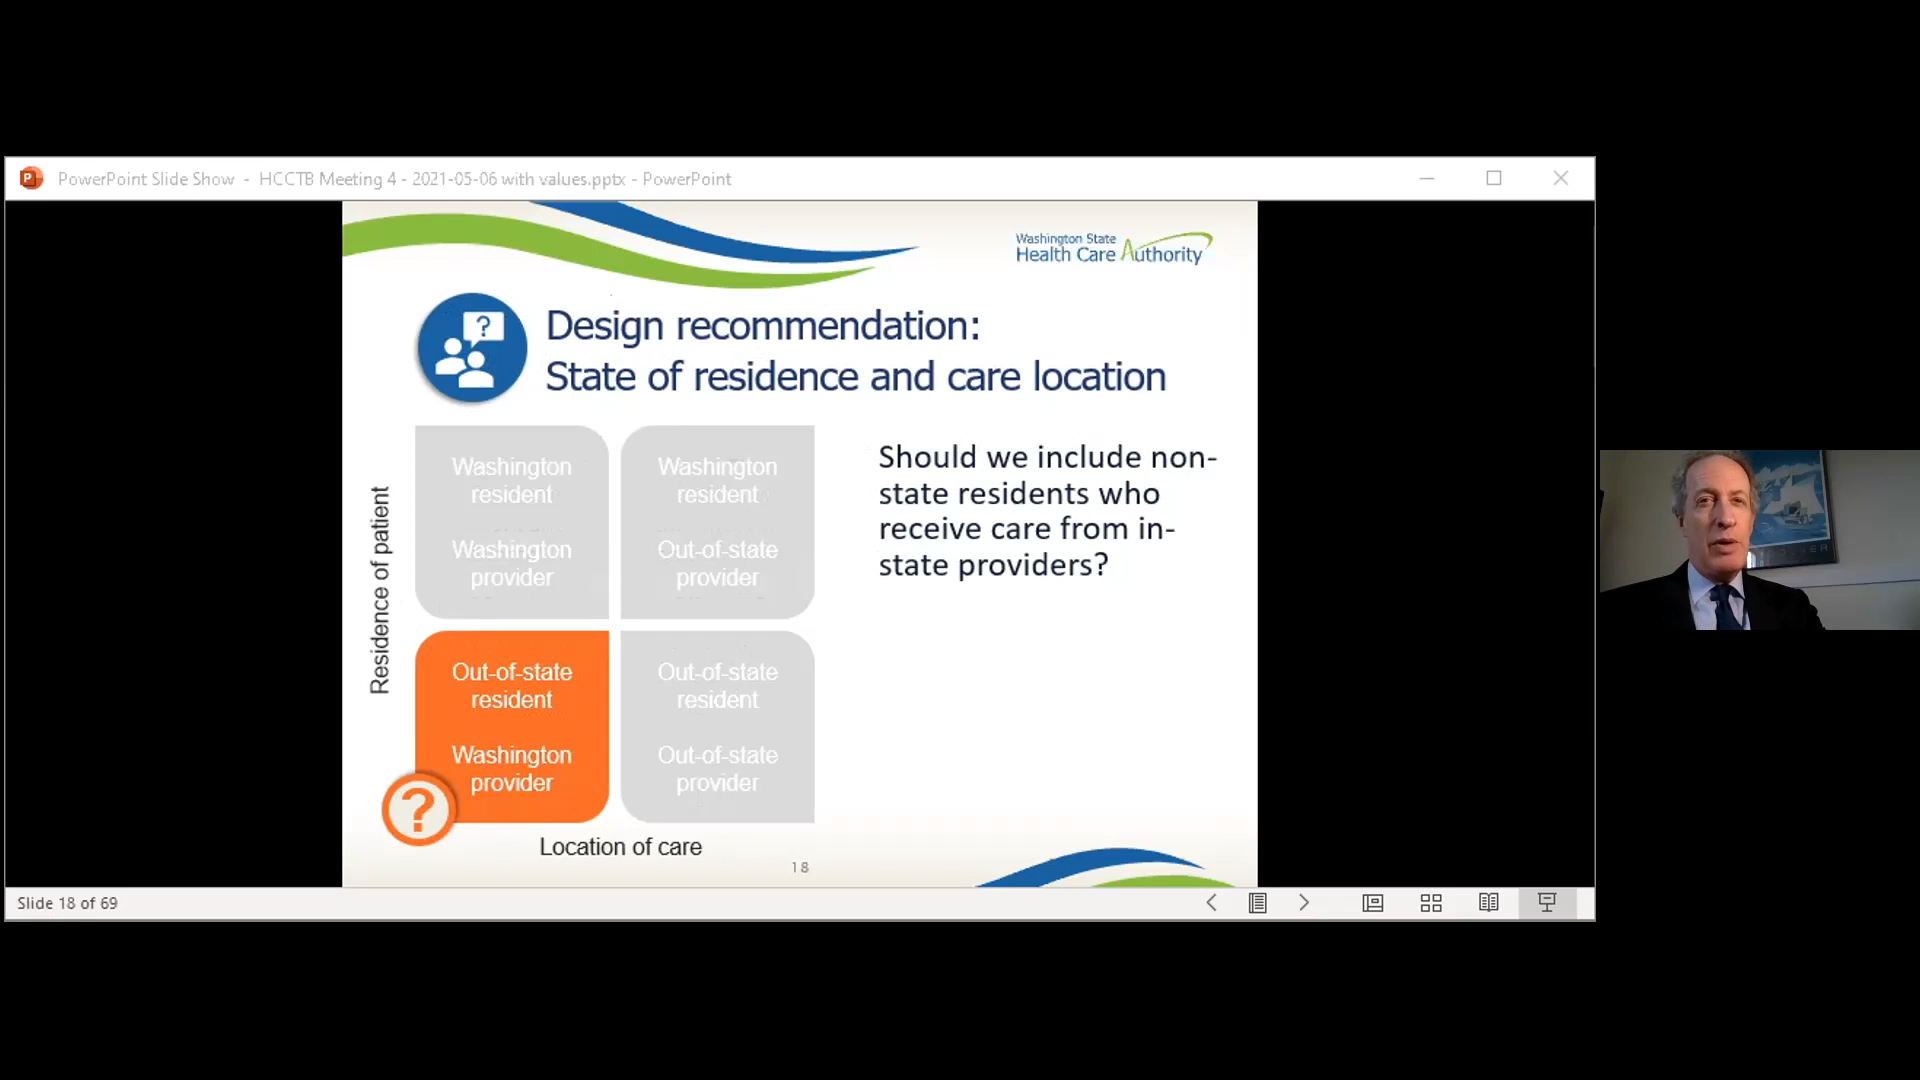 PowerPoint Slide Show - HCCTB Meeting 4 - 2021-05-06 with values.pptx - PowerPoint
Washington State
Health Care Authority
?
Design recommendation:
State of residence and care location
Residence of patient
Washington
resident
Washington
provider
Washington
resident
Out-of-state
provider
Out-of-state
resident
Washington
provider
?
Out-of-state
resident
Out-of-state
provider
Location of care
Should we include non-
state residents who
receive care from in-
state providers?
18
Slide 18 of 69